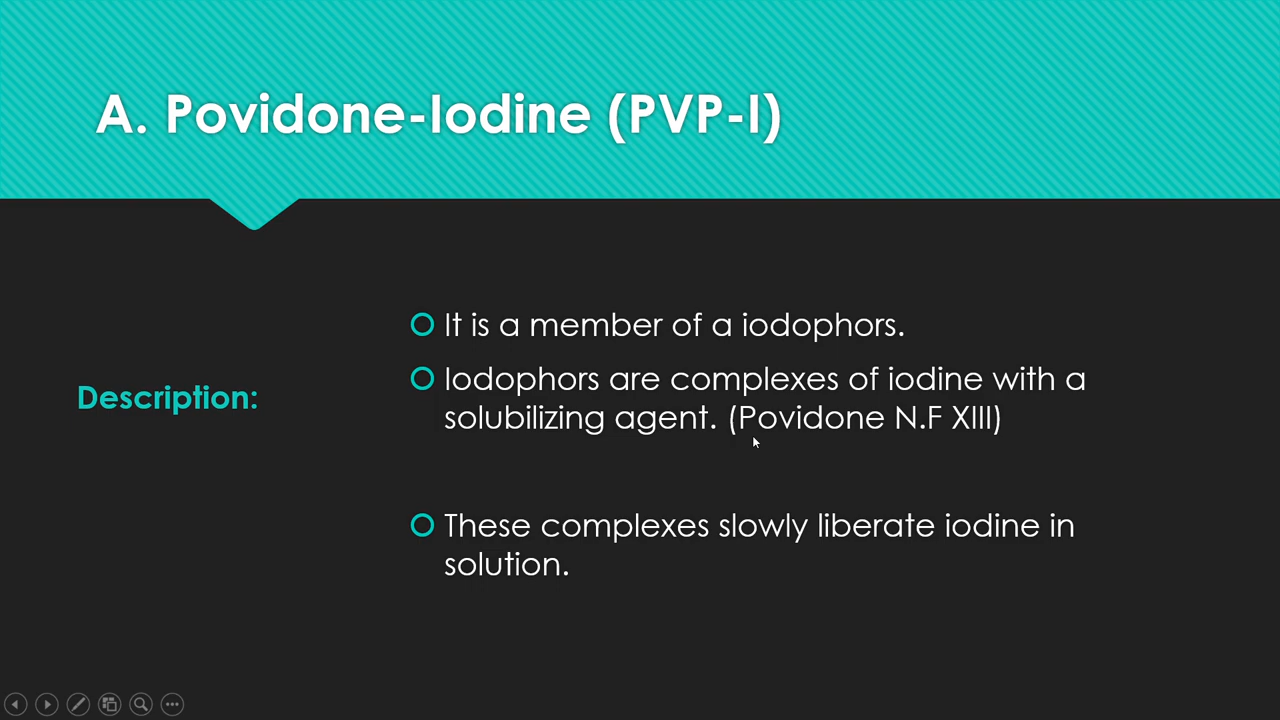 A. Povidone-Iodine (PVP-I)
Description:
It is a member of a iodophors.
Iodophors are complexes of iodine with a
solubilizing agent. (Povidone N.F XIII)
These complexes slowly liberate iodine in
solution.